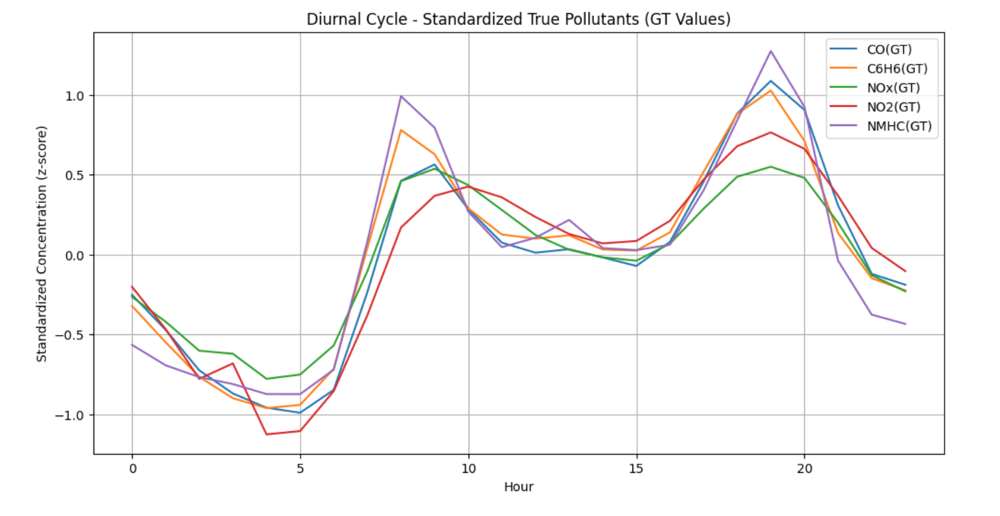 Diurnal Cycle - Standardized True Pollutants (GT Values)
CO(GT)
C6H6(GT)
NOx(GT)
NO2(GT)
NMHC(GT)
Standardized Concentration (z-score)
1.0
0.5
0.0
−0.5
−1.0
0 5 10 15 20
Hour